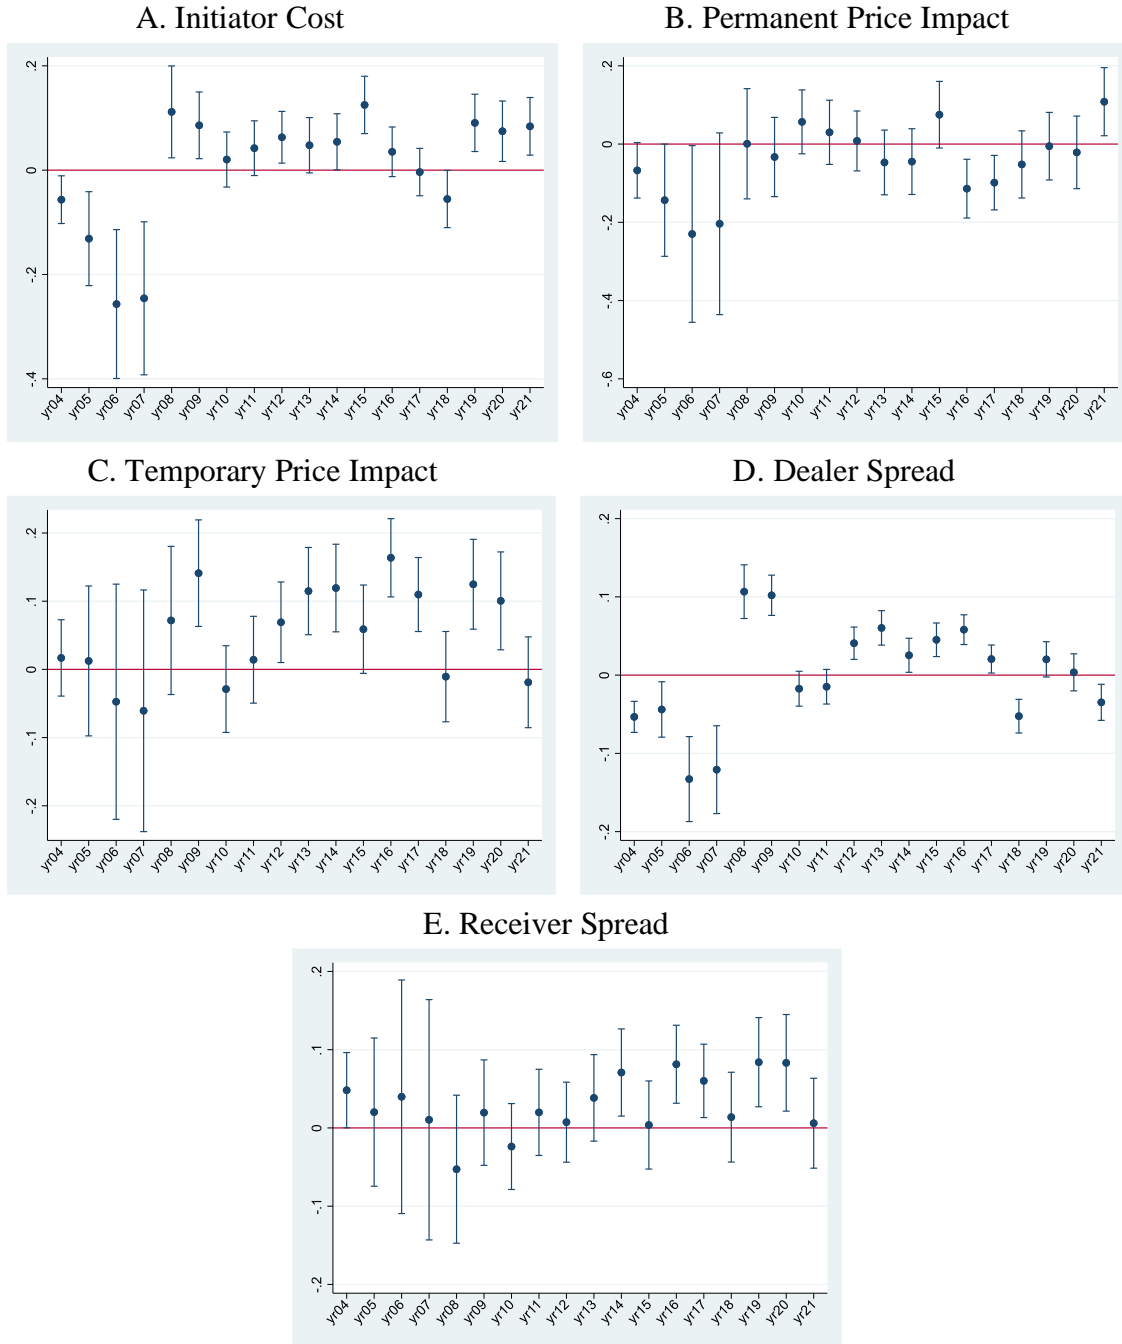 A. Initiator Cost
.2
0
-.2
-.4
yr04 yr05 yr06 yr07 yr08 yr09 yr10 yr11 yr12 yr13 yr14 yr15 yr16 yr17 yr18 yr19 yr20 yr21
B. Permanent Price Impact
.2
0
-.2
-.4
-.6
yr04 yr05 yr06 yr07 yr08 yr09 yr10 yr11 yr12 yr13 yr14 yr15 yr16 yr17 yr18 yr19 yr20 yr21
C. Temporary Price Impact
.2
.1
0
-.1
-.2
yr04 yr05 yr06 yr07 yr08 yr09 yr10 yr11 yr12 yr13 yr14 yr15 yr16 yr17 yr18 yr19 yr20 yr21
D. Dealer Spread
.2
.1
0
-.1
-.2
yr04 yr05 yr06 yr07 yr08 yr09 yr10 yr11 yr12 yr13 yr14 yr15 yr16 yr17 yr18 yr19 yr20 yr21
E. Receiver Spread
.2
.1
0
-.1
-.2
yr04 yr05 yr06 yr07 yr08 yr09 yr10 yr11 yr12 yr13 yr14 yr15 yr16 yr17 yr18 yr19 yr20 yr21